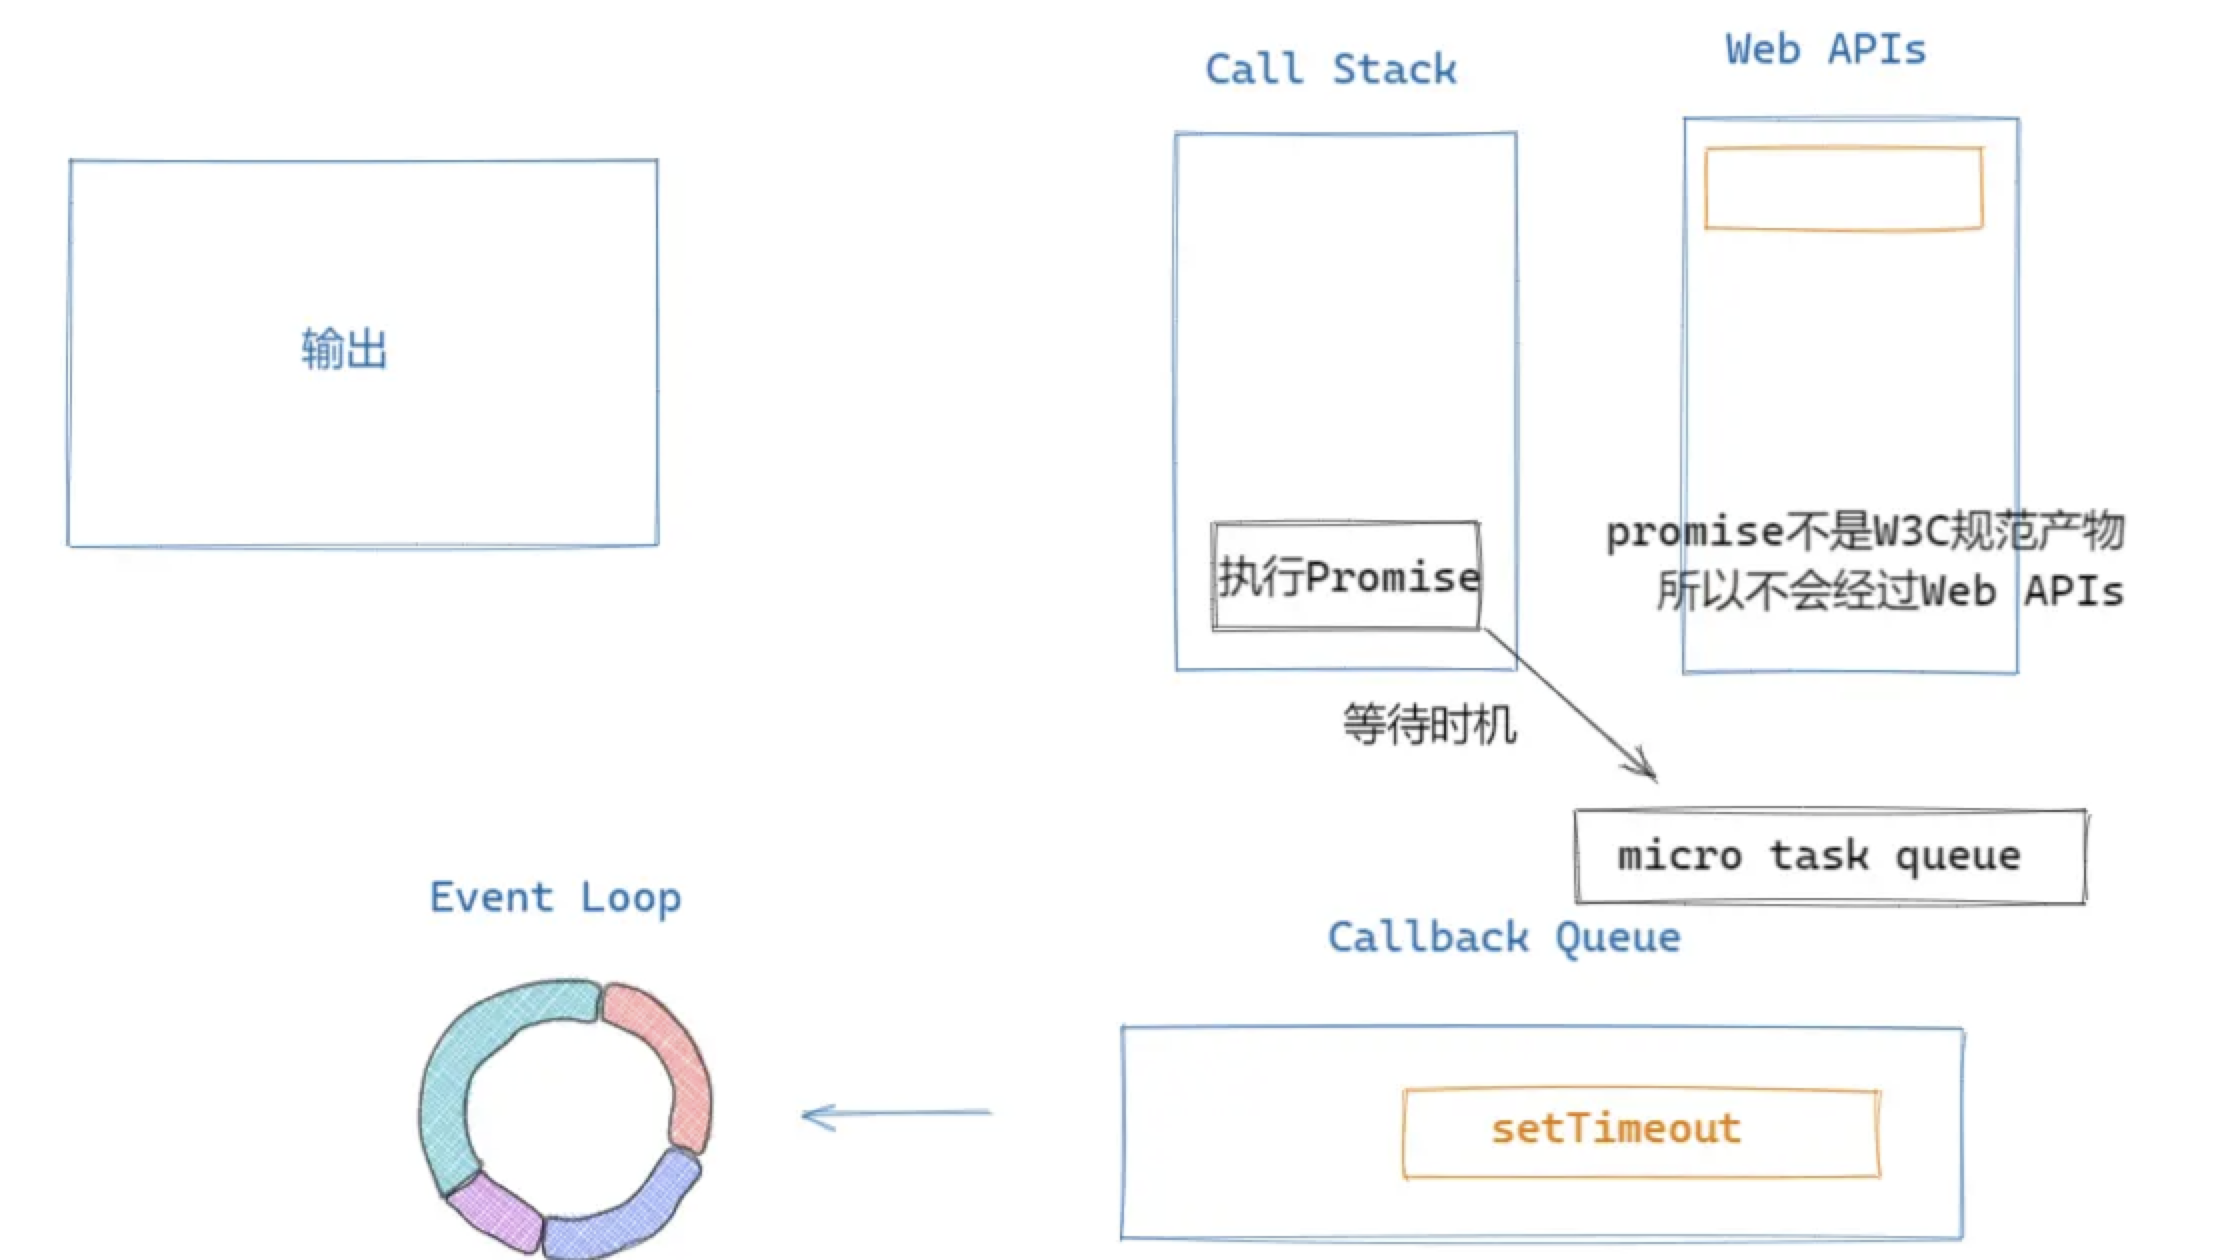 Call Stack
Web APIs
输出
执行Promise
promise不是W3C规范产物
所以不会经过Web APIs
等待时机
micro task queue
Event Loop
Callback Queue
setTimeout